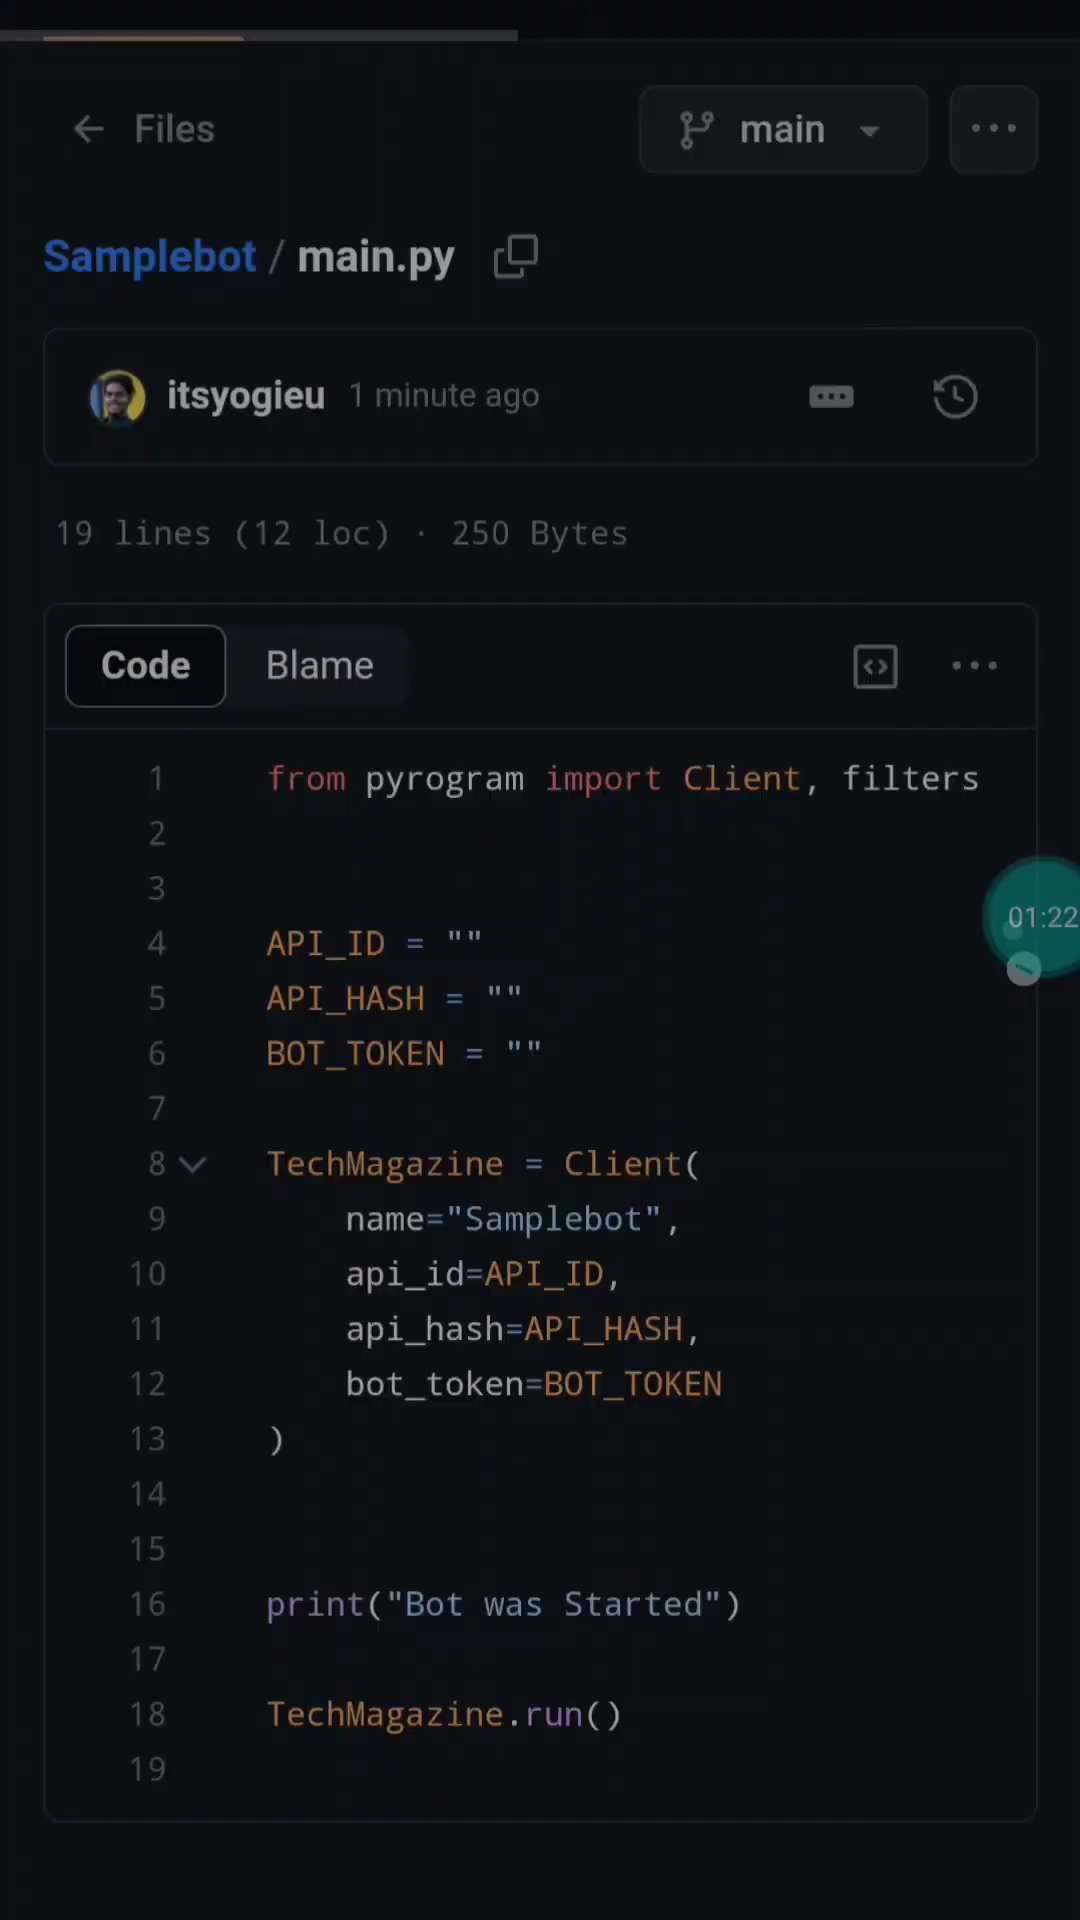 Files
main
Samplebot / main.py
itsyogieu 1 minute ago
19 lines (12 loc) · 250 Bytes
Code Blame
1 from pyrogram import Client, filters
2
3
4 API_ID = ""
5 API_HASH = ""
6 BOT_TOKEN = ""
7
8 TechMagazine = Client(
9     name="Samplebot",
10     api_id=API_ID,
11     api_hash=API_HASH,
12     bot_token=BOT_TOKEN
13 )
14
15
16 print("Bot was Started")
17
18 TechMagazine.run()
19
01:22